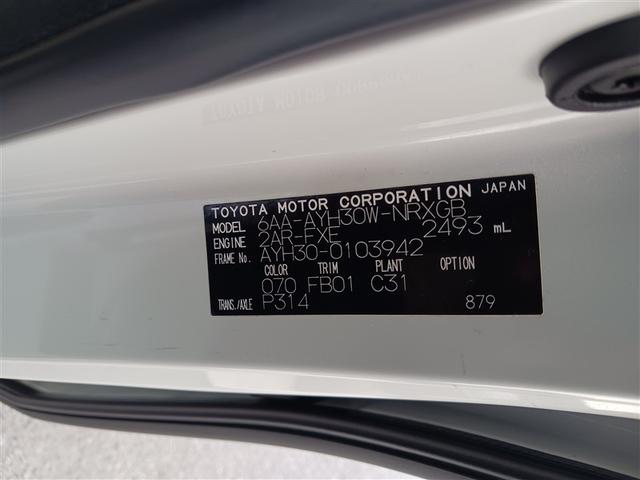 TOYOTA MOTOR CORPORATION JAPAN
MODEL 6AA-AYH30W-NRXGB
ENGINE 2AR-FXE 2493 mL
FRAME No. AYH30-0103942
COLOR TRIM PLANT OPTION
070 FB01 C31
TRANS./AXLE P314 879